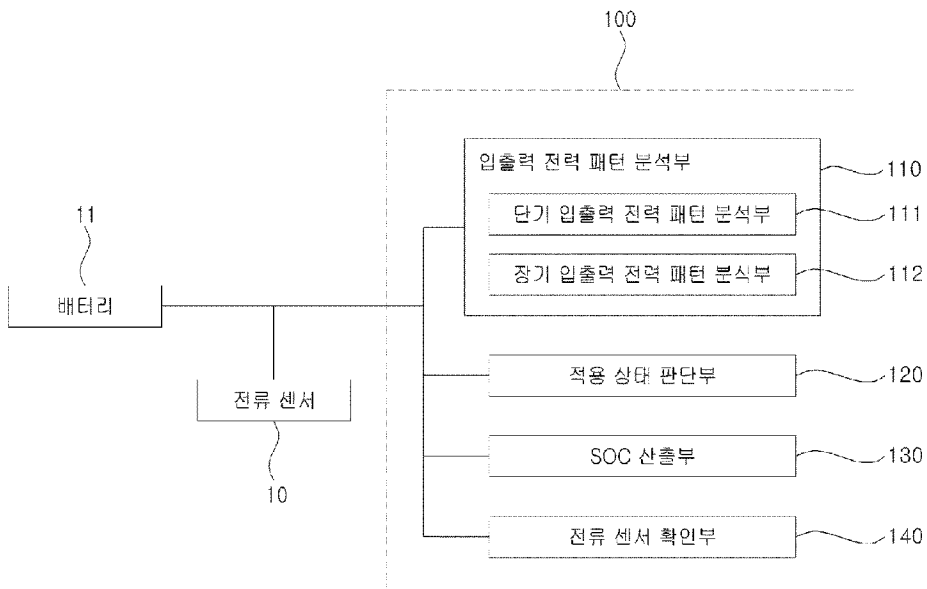 100
입출력 전력 패턴 분석부
110
단기 입출력 전력 패턴 분석부
111
장기 입출력 전력 패턴 분석부
112
11
배터리
적용 상태 판단부
120
전류 센서
10
SOC 산출부
130
전류 센서 확인부
140